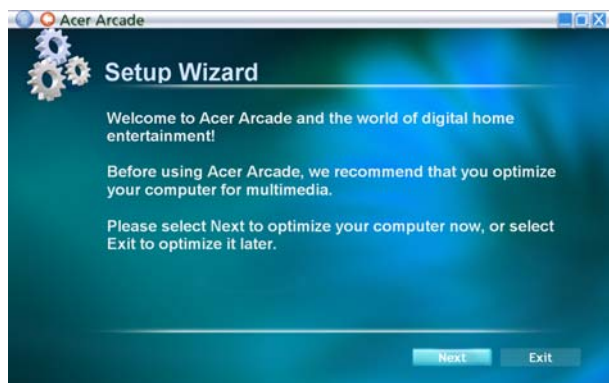 Acer Arcade
Setup Wizard
Welcome to Acer Arcade and the world of digital home
entertainment!
Before using Acer Arcade, we recommend that you optimize
your computer for multimedia.
Please select Next to optimize your computer now, or select
Exit to optimize it later.
Next
Exit